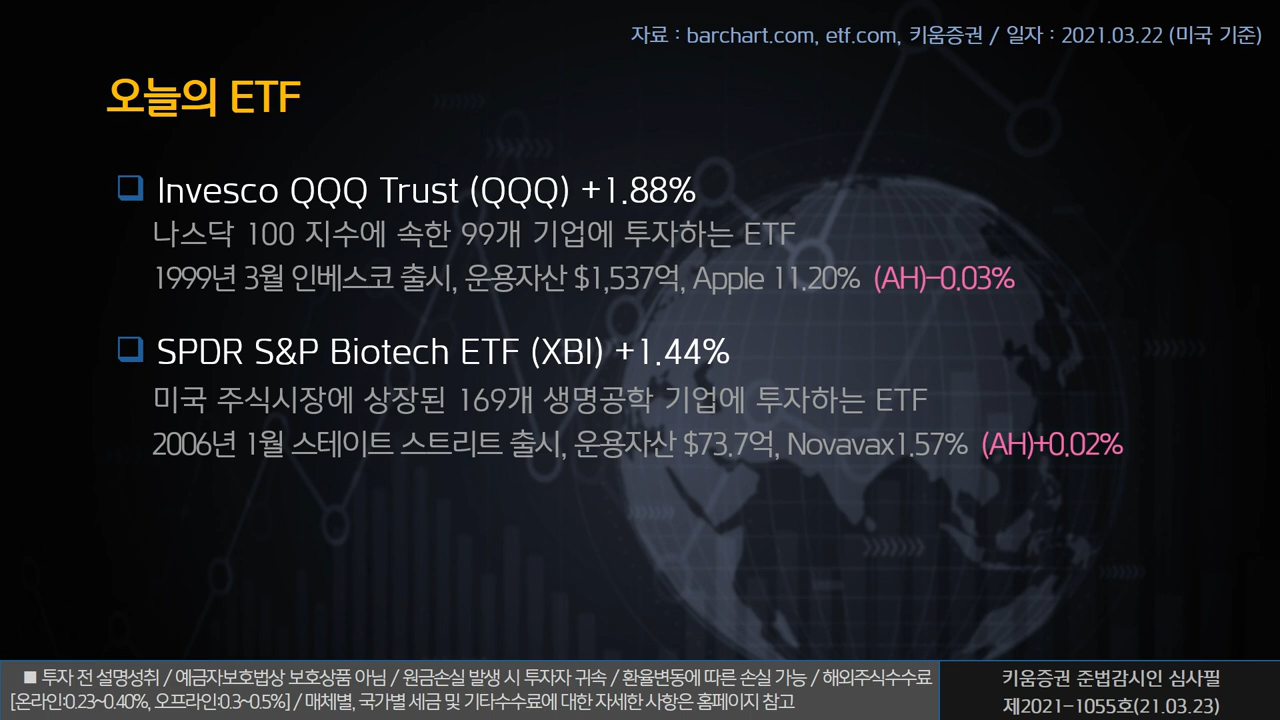 자료 : barchart.com, etf.com, 키움증권 / 일자 : 2021.03.22 (미국 기준)
오늘의 ETF
❑ Invesco QQQ Trust (QQQ) +1.88%
나스닥 100 지수에 속한 99개 기업에 투자하는 ETF
1999년 3월 인베스코 출시, 운용자산 $1,537억, Apple 11.20% (AH)-0.03%
❑ SPDR S&P Biotech ETF (XBI) +1.44%
미국 주식시장에 상장된 169개 생명공학 기업에 투자하는 ETF
2006년 1월 스테이트 스트리트 출시, 운용자산 $73.7억, Novavax1.57% (AH)+0.02%
■ 투자 전 설명성취 / 예금자보호법상 보호상품 아님 / 원금손실 발생 시 투자자 귀속 / 환율변동에 따른 손실 가능 / 해외주식수수료
[온라인:0.23~0.40%, 오프라인:0.3~0.5%] / 매체별, 국가별 세금 및 기타수수료에 대한 자세한 사항은 홈페이지 참고
키움증권 준법감시인 심사필
제2021-1055호(21.03.23)